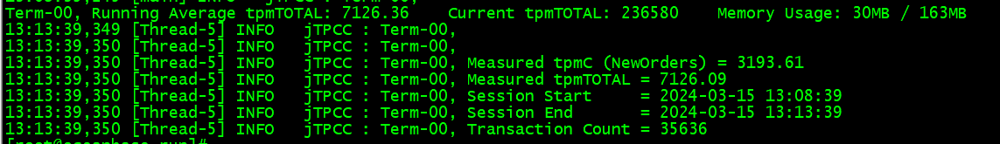 Term-00, Running Average tpmTOTAL: 7126.36    Current tpmTOTAL: 236580    Memory Usage: 30MB / 163MB
13:13:39,349 [Thread-5] INFO   jTPCC : Term-00,
13:13:39,350 [Thread-5] INFO   jTPCC : Term-00,
13:13:39,350 [Thread-5] INFO   jTPCC : Term-00, Measured tpmC (NewOrders) = 3193.61
13:13:39,350 [Thread-5] INFO   jTPCC : Term-00, Measured tpmTOTAL = 7126.09
13:13:39,350 [Thread-5] INFO   jTPCC : Term-00, Session Start     = 2024-03-15 13:08:39
13:13:39,350 [Thread-5] INFO   jTPCC : Term-00, Session End       = 2024-03-15 13:13:39
13:13:39,350 [Thread-5] INFO   jTPCC : Term-00, Transaction Count = 35636